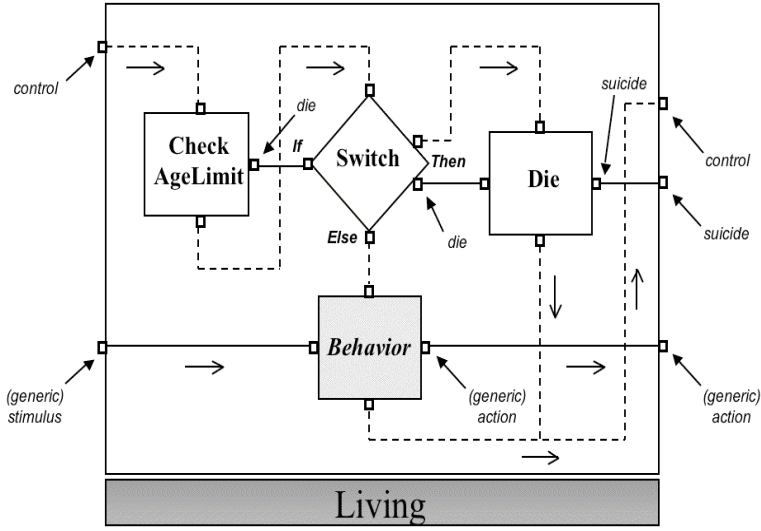 control
Check
AgeLimit
die
If
Switch
Then
Else
die
Die
suicide
control
suicide
Behavior
(generic)
stimulus
(generic)
action
(generic)
action
Living